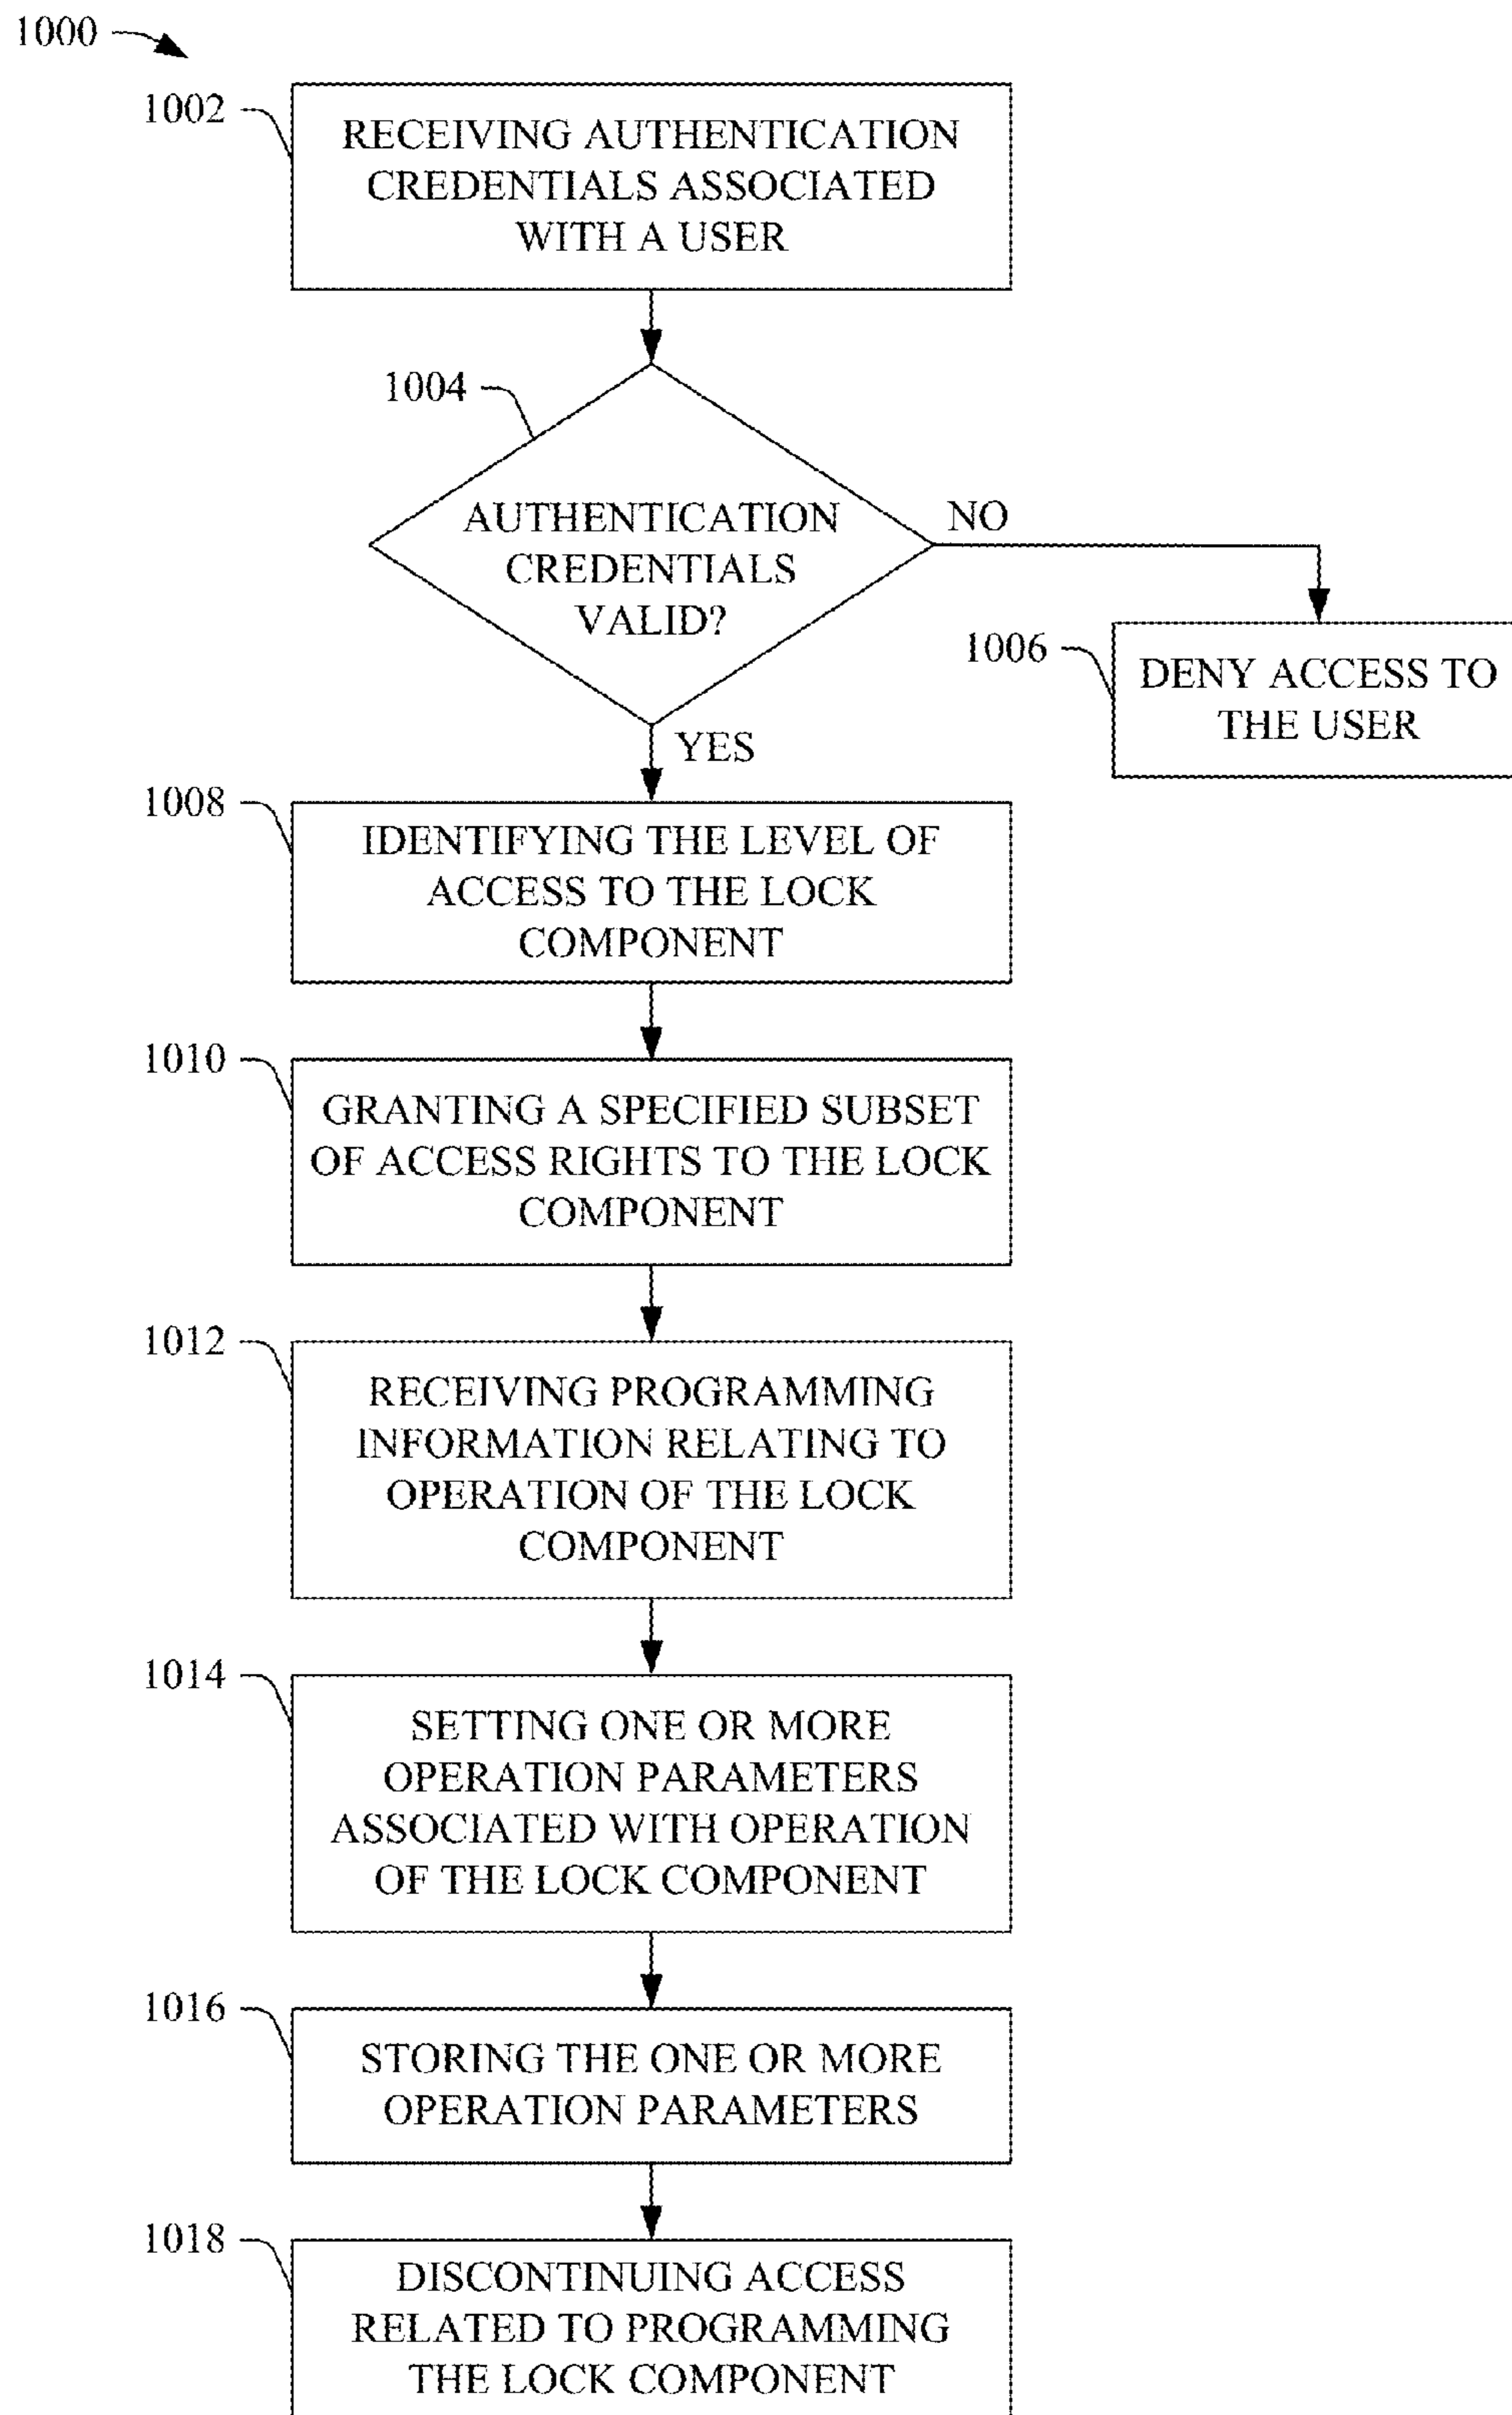 1000
1002
RECEIVING AUTHENTICATION
CREDENTIALS ASSOCIATED
WITH A USER
1004
AUTHENTICATION
CREDENTIALS
VALID?
NO
1006
DENY ACCESS TO
THE USER
YES
1008
IDENTIFYING THE LEVEL OF
ACCESS TO THE LOCK
COMPONENT
1010
GRANTING A SPECIFIED SUBSET
OF ACCESS RIGHTS TO THE LOCK
COMPONENT
1012
RECEIVING PROGRAMMING
INFORMATION RELATING TO
OPERATION OF THE LOCK
COMPONENT
1014
SETTING ONE OR MORE
OPERATION PARAMETERS
ASSOCIATED WITH OPERATION
OF THE LOCK COMPONENT
1016
STORING THE ONE OR MORE
OPERATION PARAMETERS
1018
DISCONTINUING ACCESS
RELATED TO PROGRAMMING
THE LOCK COMPONENT